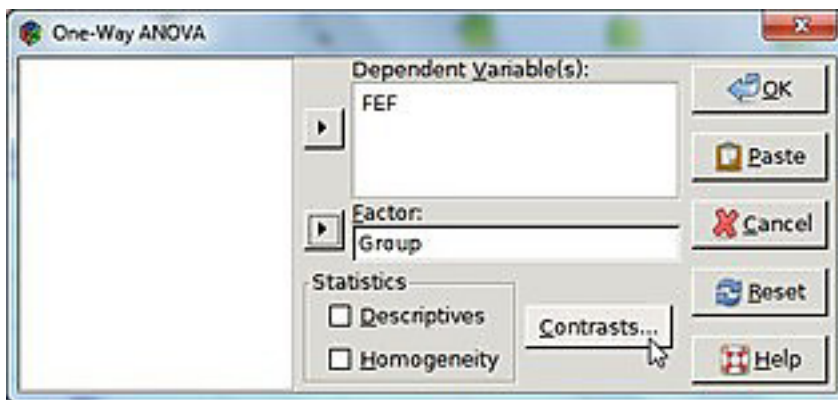 One-Way ANOVA
Dependent Variable(s):
FEF
Factor:
Group
Statistics
Descriptives
Homogeneity
Contrasts...
OK
Paste
Cancel
Reset
Help